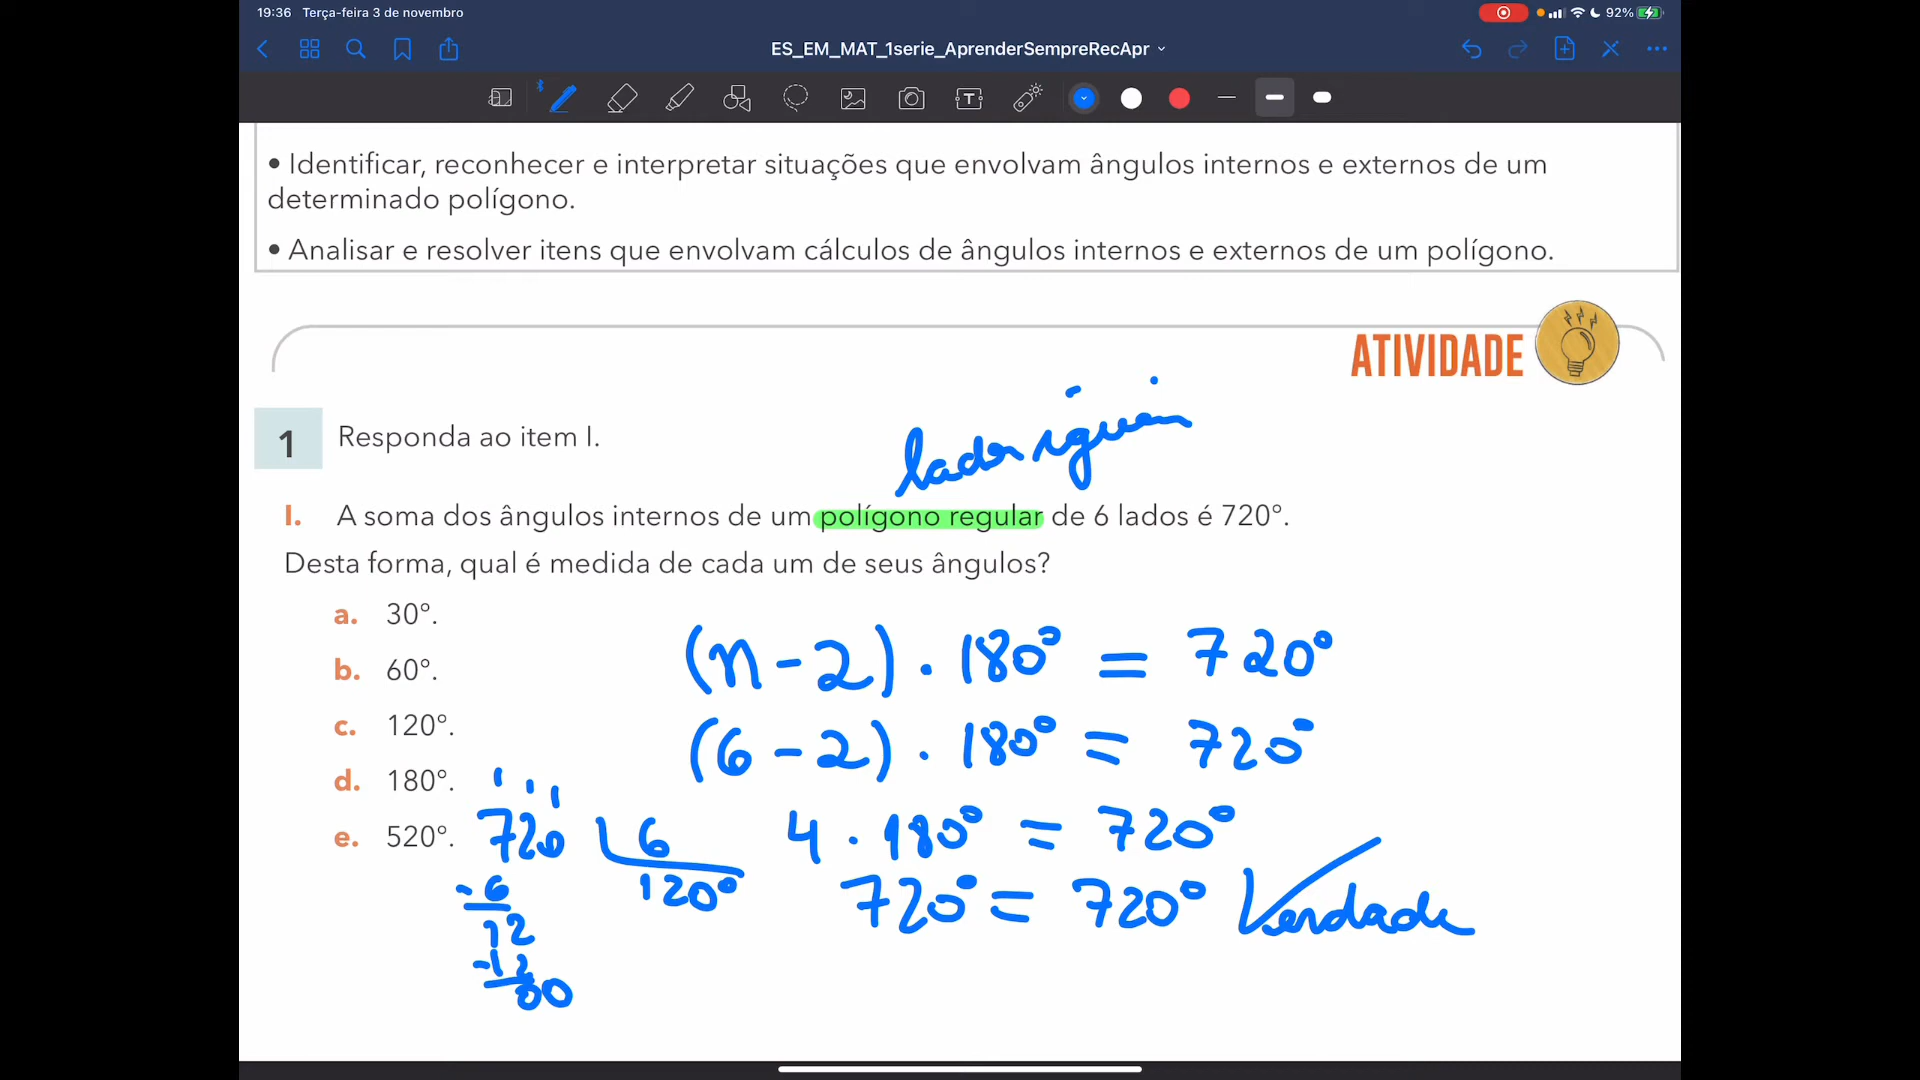 19:36 Terça-feira 3 de novembro
92%
ES_EM_MAT_1serie_AprenderSempreRecApr
• Identificar, reconhecer e interpretar situações que envolvam ângulos internos e externos de um
determinado polígono.
• Analisar e resolver itens que envolvam cálculos de ângulos internos e externos de um polígono.
ATIVIDADE
1 Responda ao item I.
lados iguais
I. A soma dos ângulos internos de um polígono regular de 6 lados é 720°.
Desta forma, qual é medida de cada um de seus ângulos?
a. 30°.
b. 60°.
c. 120°.
d. 180°.
e. 520°.
(n-2) · 180° = 720°
(6-2) · 180° = 720°
4 · 180° = 720°
720° = 720° Verdade
720 6
-6 120°
12
-12
00